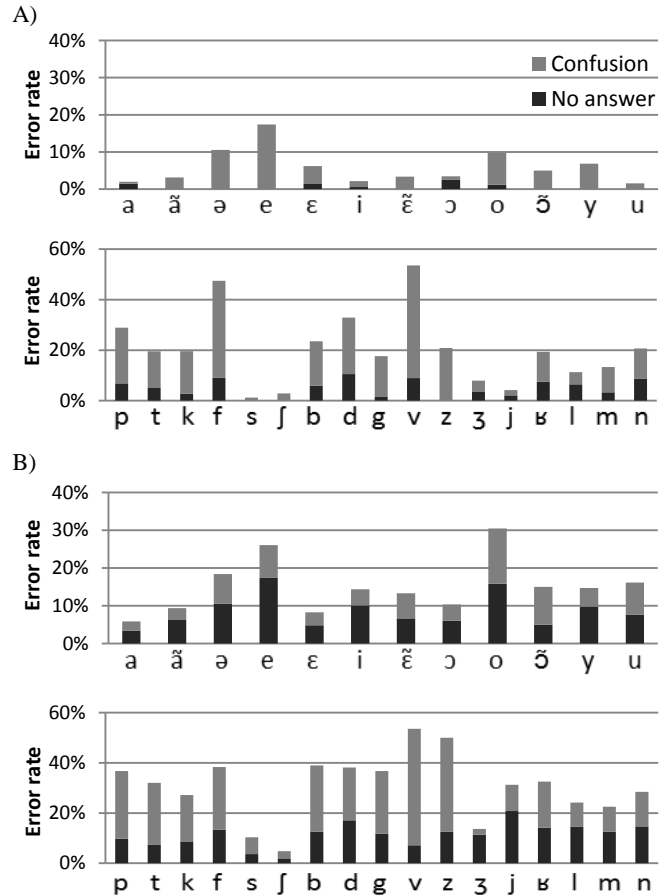 A)
40%
30%
20%
10%
0%
Error rate
Confusion
No answer
a ã ə e ɛ i ɛ̃ ɔ o ɔ̃ y u
60%
40%
20%
0%
Error rate
p t k f s ʃ b d g v z ʒ j ʁ l m n
B)
40%
30%
20%
10%
0%
Error rate
a ã ə e ɛ i ɛ̃ ɔ o ɔ̃ y u
60%
40%
20%
0%
Error rate
p t k f s ʃ b d g v z ʒ j ʁ l m n